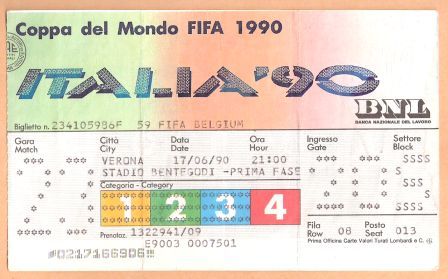 Coppa del Mondo FIFA 1990
ITALIA'90
BNL
BANCA NAZIONALE DEL LAVORO
Biglietto n. 234105986F 59 FIFA BELGIUM
Gara Match
Città City
Data Date
Ora Hour
Ingresso Gate
Settore Block
VERONA 17/06/90 21:00
STADIO BENTEGODI -PRIMA FASE
Categoria - Category
1 2 3 4
Prenotaz. 1322941/09
E9003 0007501
Fila Row 08 Posto Seat 013
Prima Officina Carte Valori Turati Lombardi e C.
#0217166906#